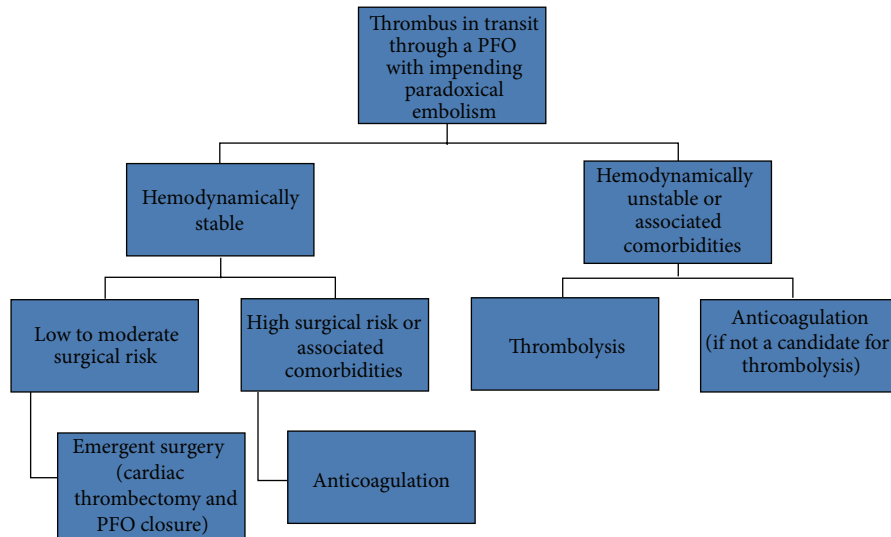 Thrombus in transit
through a PFO
with impending
paradoxical
embolism
Hemodynamically
stable
Hemodynamically
unstable or
associated
comorbidities
Low to moderate
surgical risk
High surgical risk or
associated
comorbidities
Thrombolysis
Anticoagulation
(if not a candidate for
thrombolysis)
Emergent surgery
(cardiac
thrombectomy and
PFO closure)
Anticoagulation